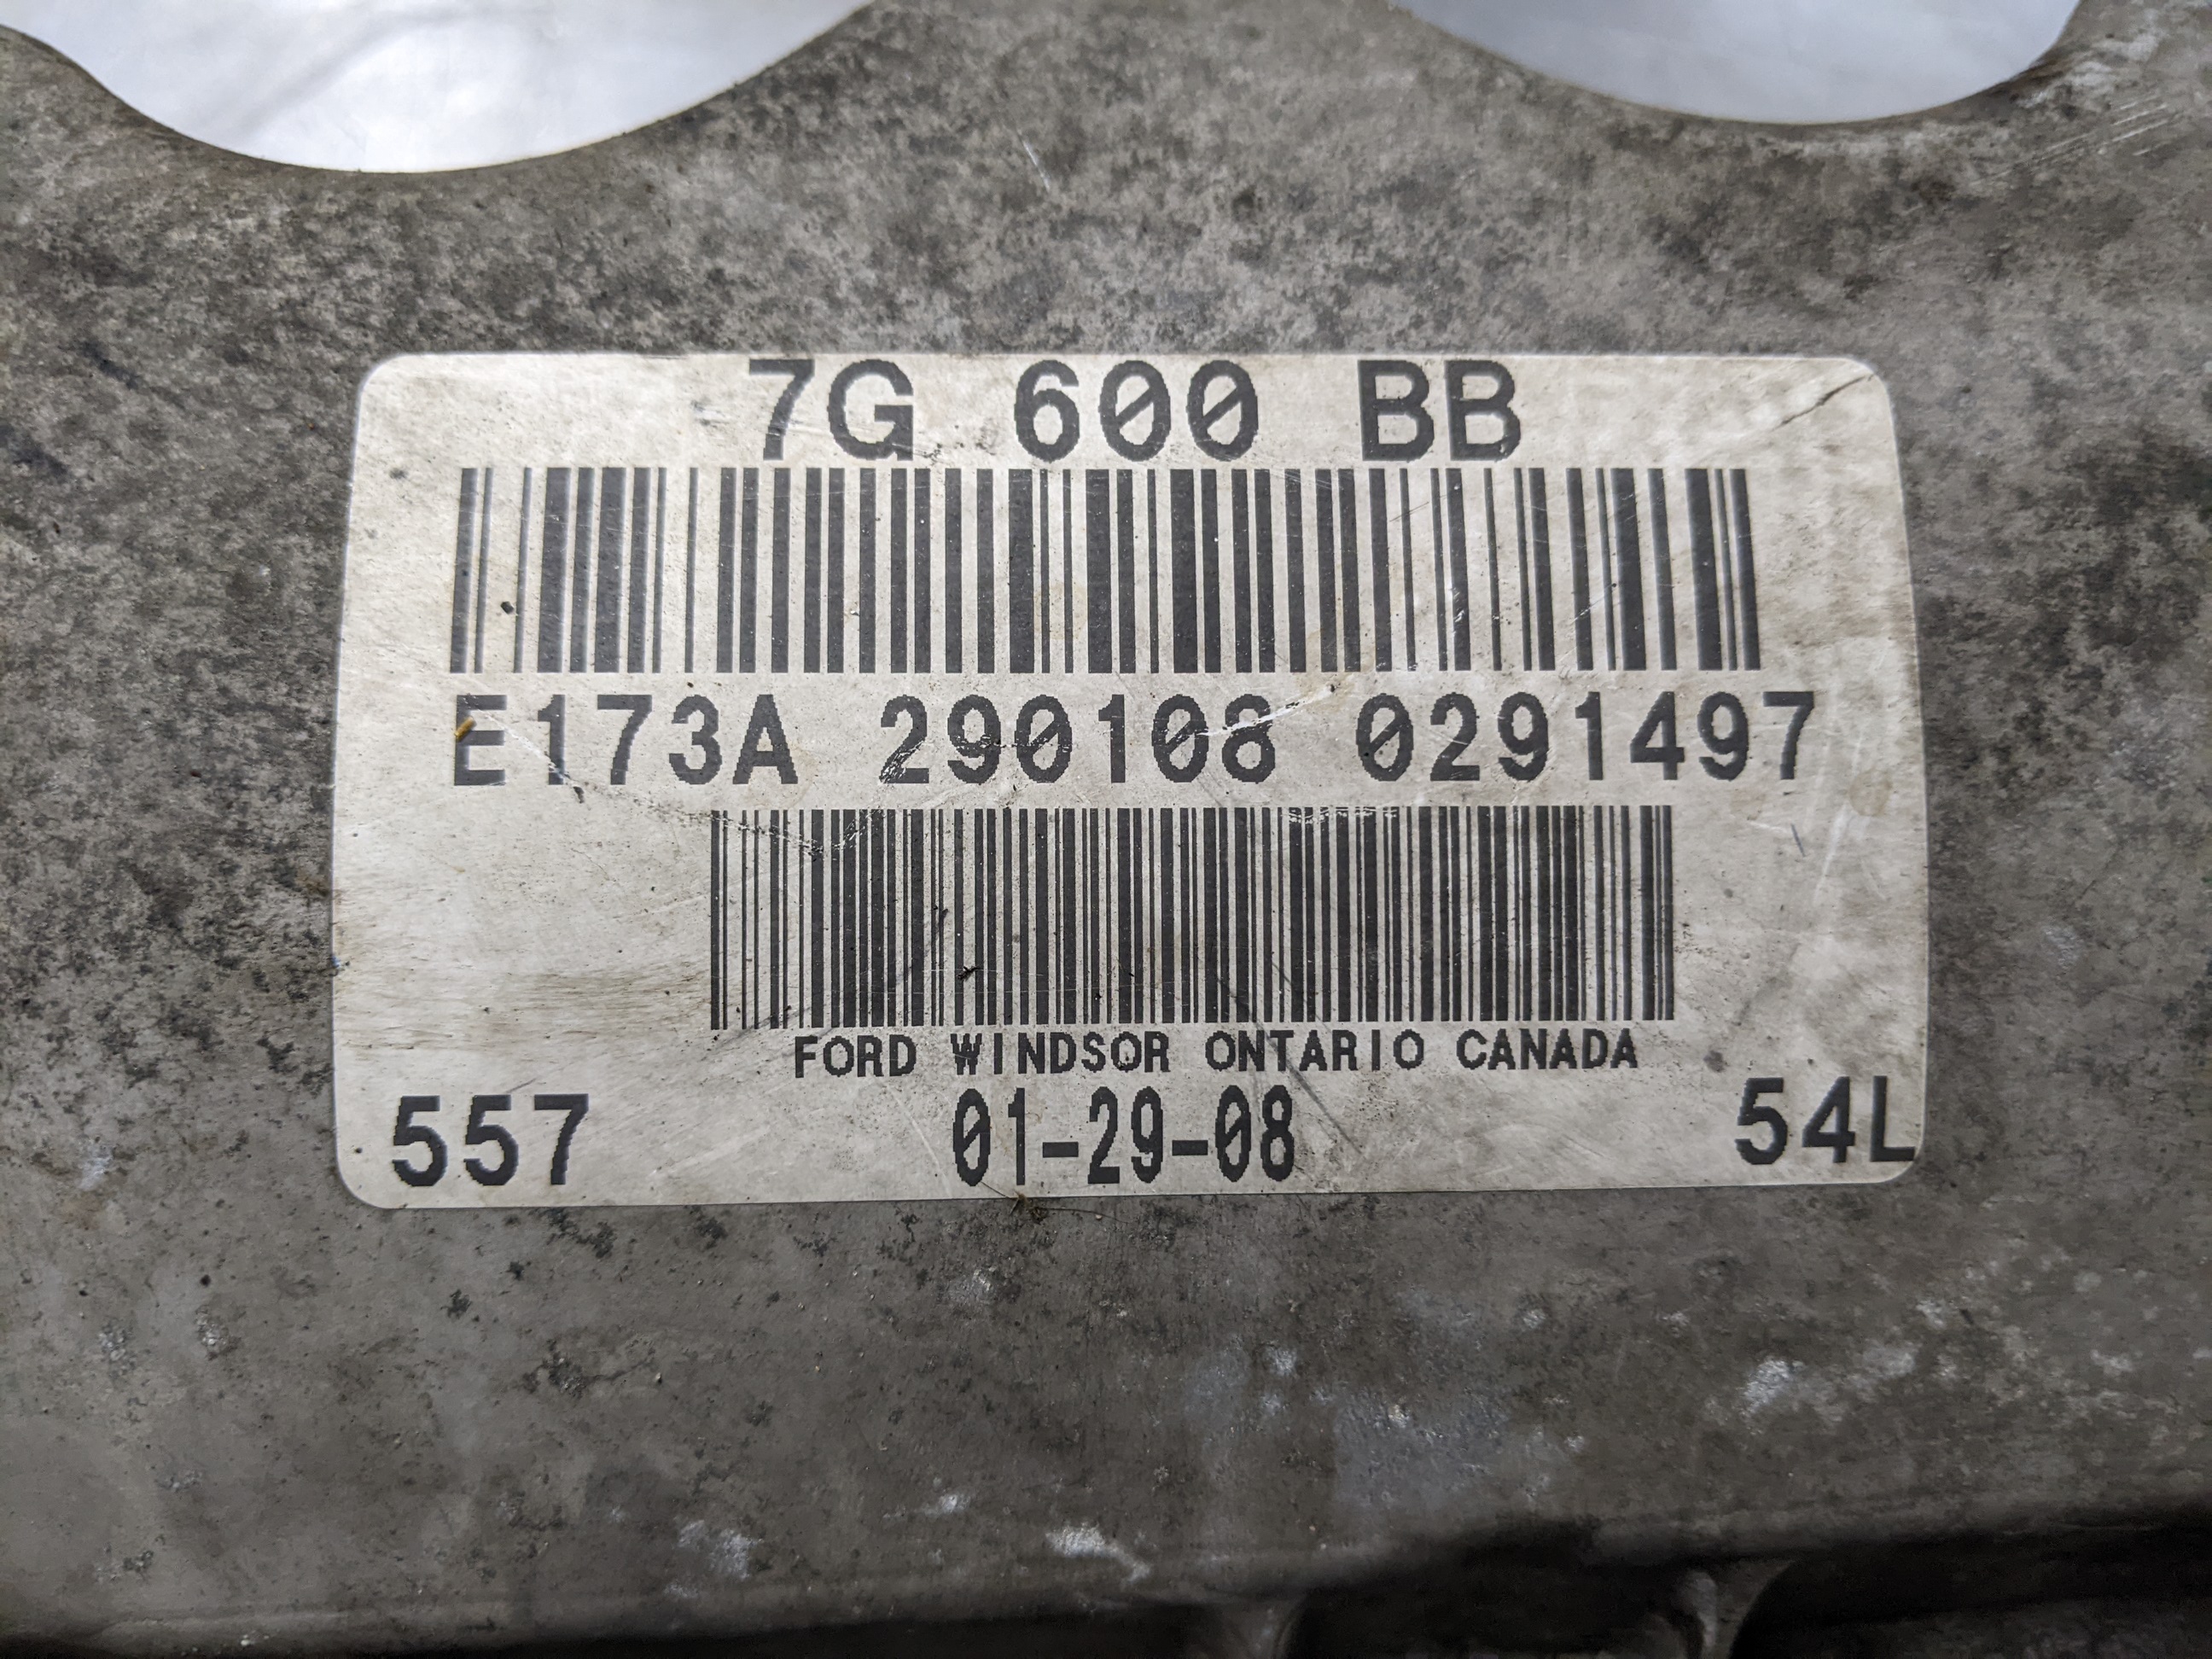 7G 600 BB
E173A 290108 0291497
FORD WINDSOR ONTARIO CANADA
557 01-29-08 54L